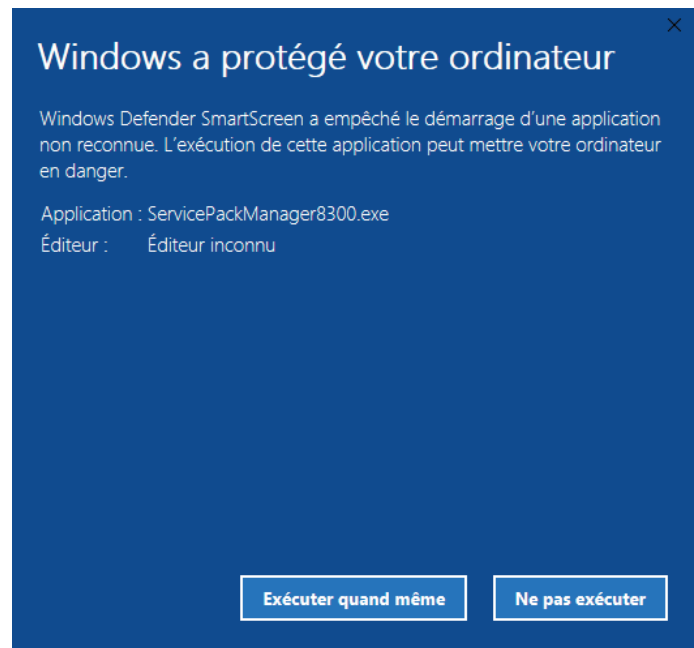 Windows a protégé votre ordinateur
Windows Defender SmartScreen a empêché le démarrage d’une application
non reconnue. L’exécution de cette application peut mettre votre ordinateur
en danger.
Application : ServicePackManager8300.exe
Éditeur : Éditeur inconnu
Exécuter quand même Ne pas exécuter